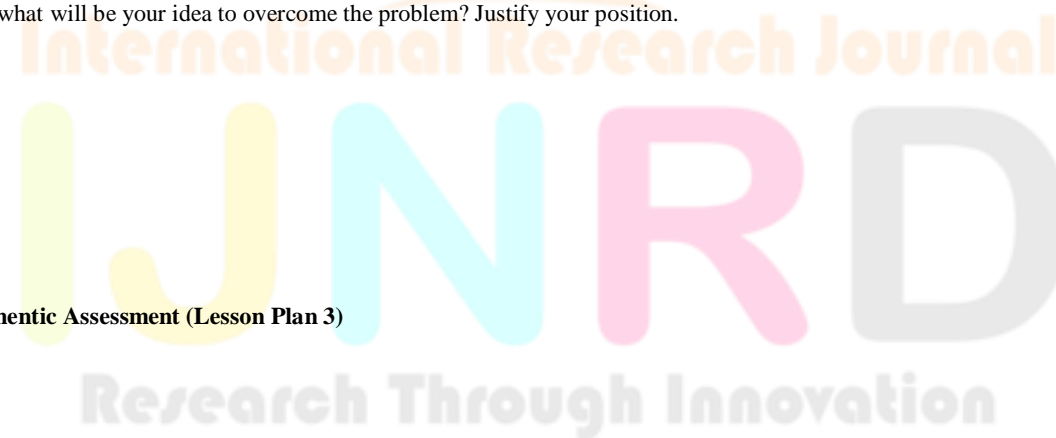 what will be your idea to overcome the problem? Justify your position.
International Research Journal
IJNRD
hentic Assessment (Lesson Plan 3)
Research Through Innovation